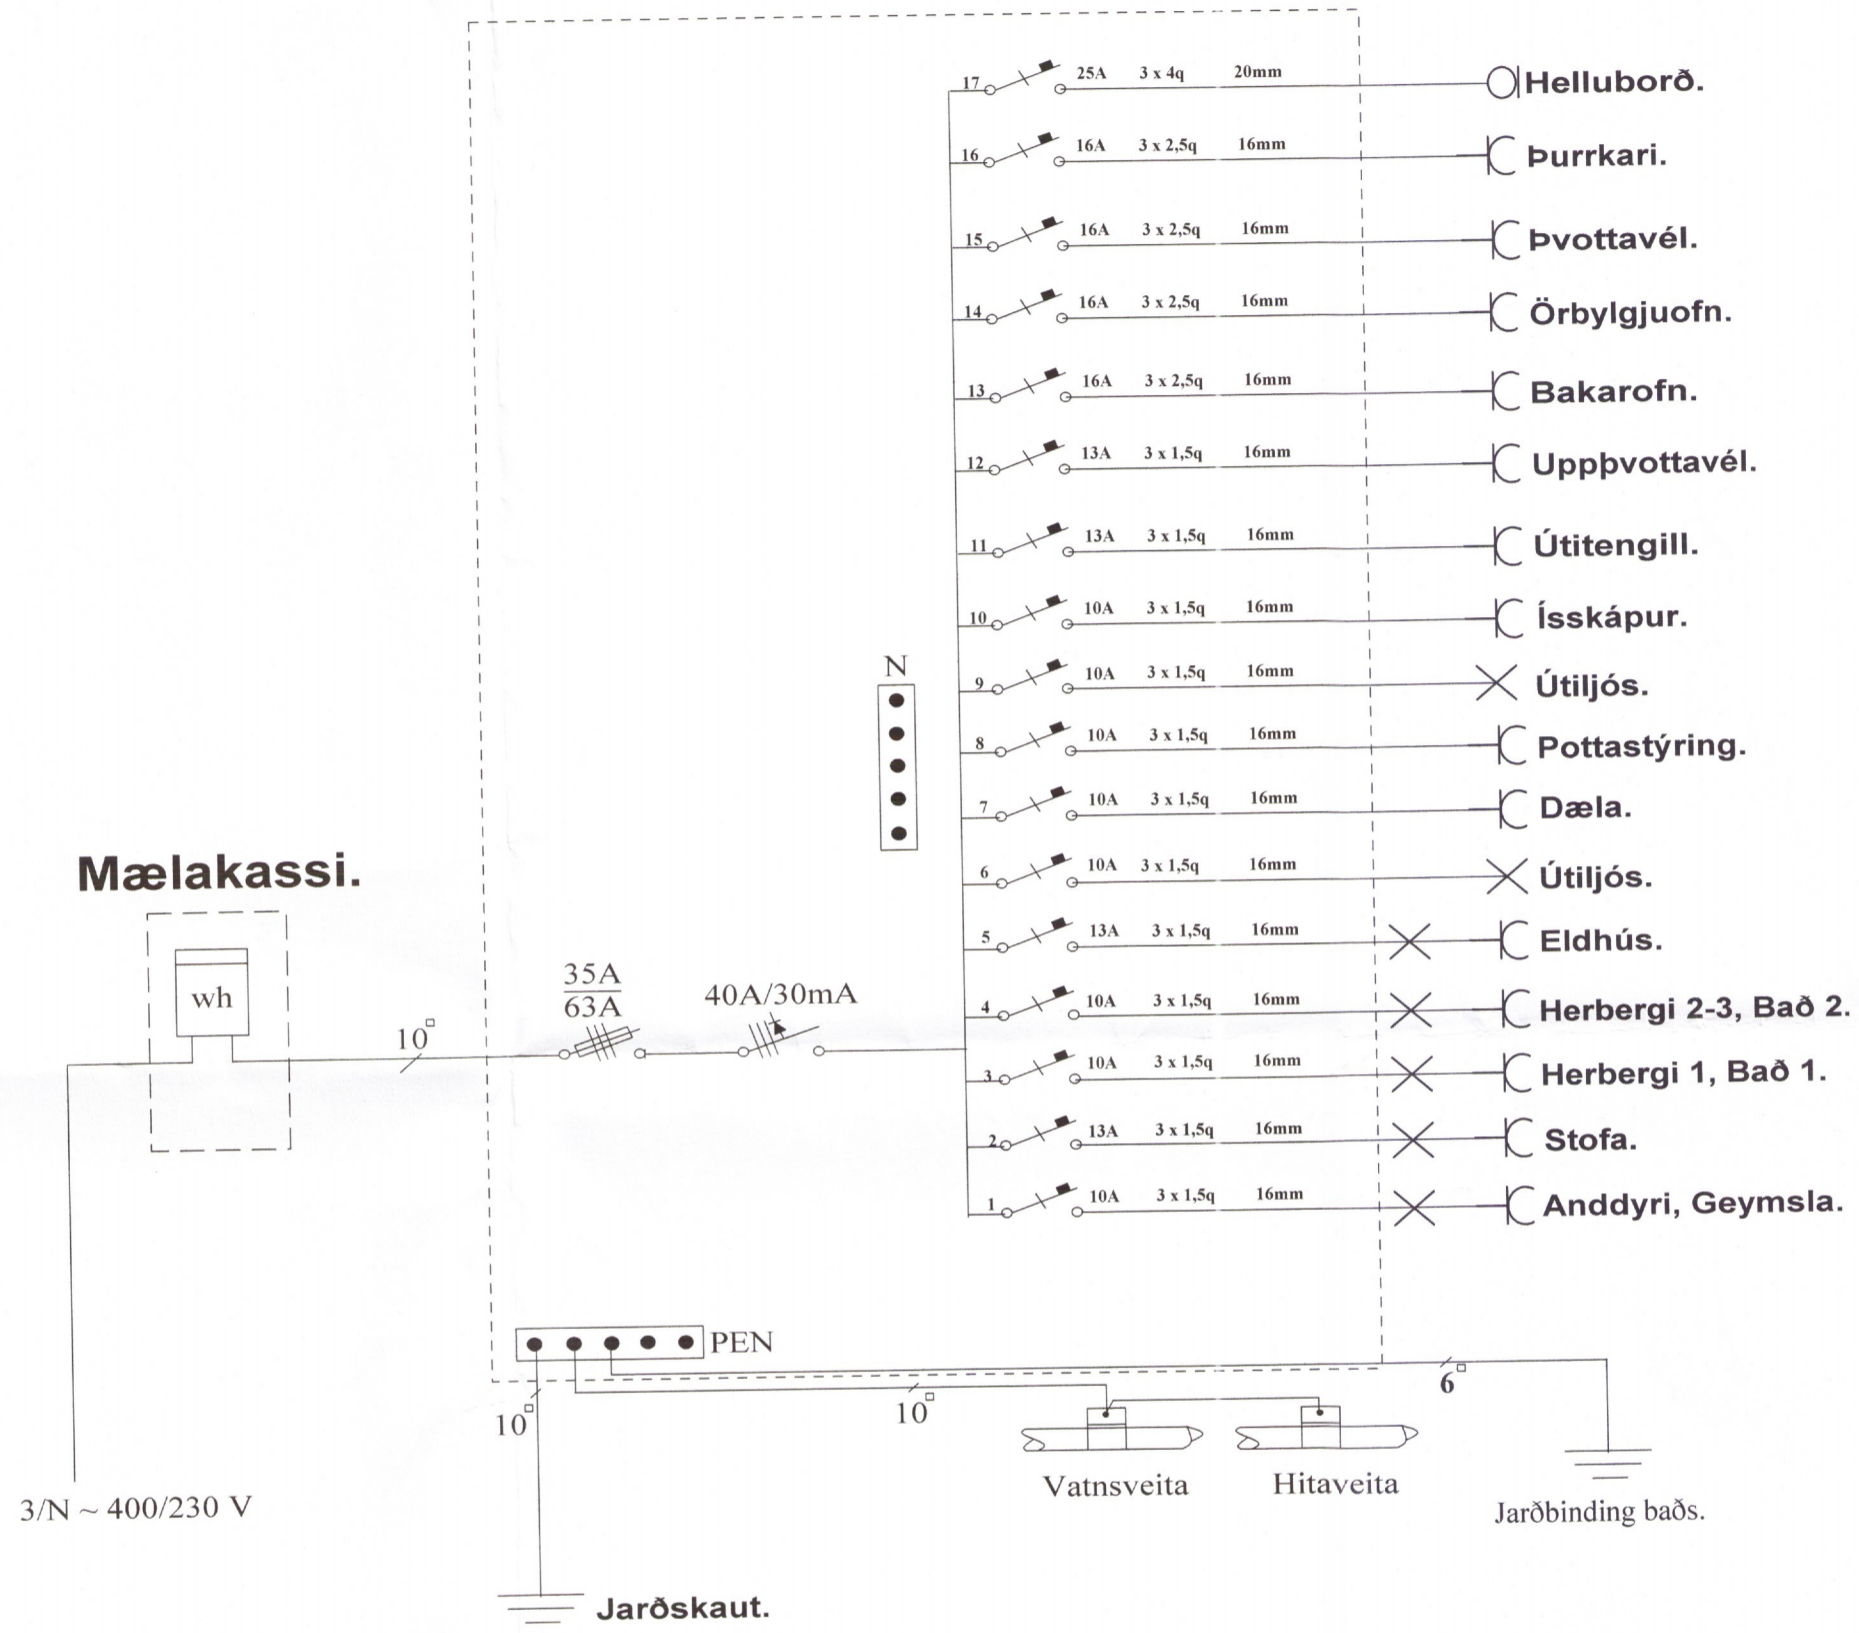 17 25A 3 x 4q 20mm Helluborð.
16 16A 3 x 2,5q 16mm Þurrkari.
15 16A 3 x 2,5q 16mm Þvottavél.
14 16A 3 x 2,5q 16mm Örbylgjuofn.
13 16A 3 x 2,5q 16mm Bakarofn.
12 13A 3 x 1,5q 16mm Uppþvottavél.
11 13A 3 x 1,5q 16mm Útitengill.
10 10A 3 x 1,5q 16mm Ísskápur.
N
9 10A 3 x 1,5q 16mm Útiljós.
8 10A 3 x 1,5q 16mm Pottastýring.
7 10A 3 x 1,5q 16mm Dæla.
6 10A 3 x 1,5q 16mm Útiljós.
Mælakassi.
5 13A 3 x 1,5q 16mm Eldhús.
wh
35A
63A
40A/30mA
4 10A 3 x 1,5q 16mm Herbergi 2-3, Bað 2.
10□
3 10A 3 x 1,5q 16mm Herbergi 1, Bað 1.
2 13A 3 x 1,5q 16mm Stofa.
1 10A 3 x 1,5q 16mm Anddyri, Geymsla.
PEN
6□
10□
10□
Vatnsveita
Hitaveita
3/N ~ 400/230 V
Jarðbinding baðs.
Jarðskaut.